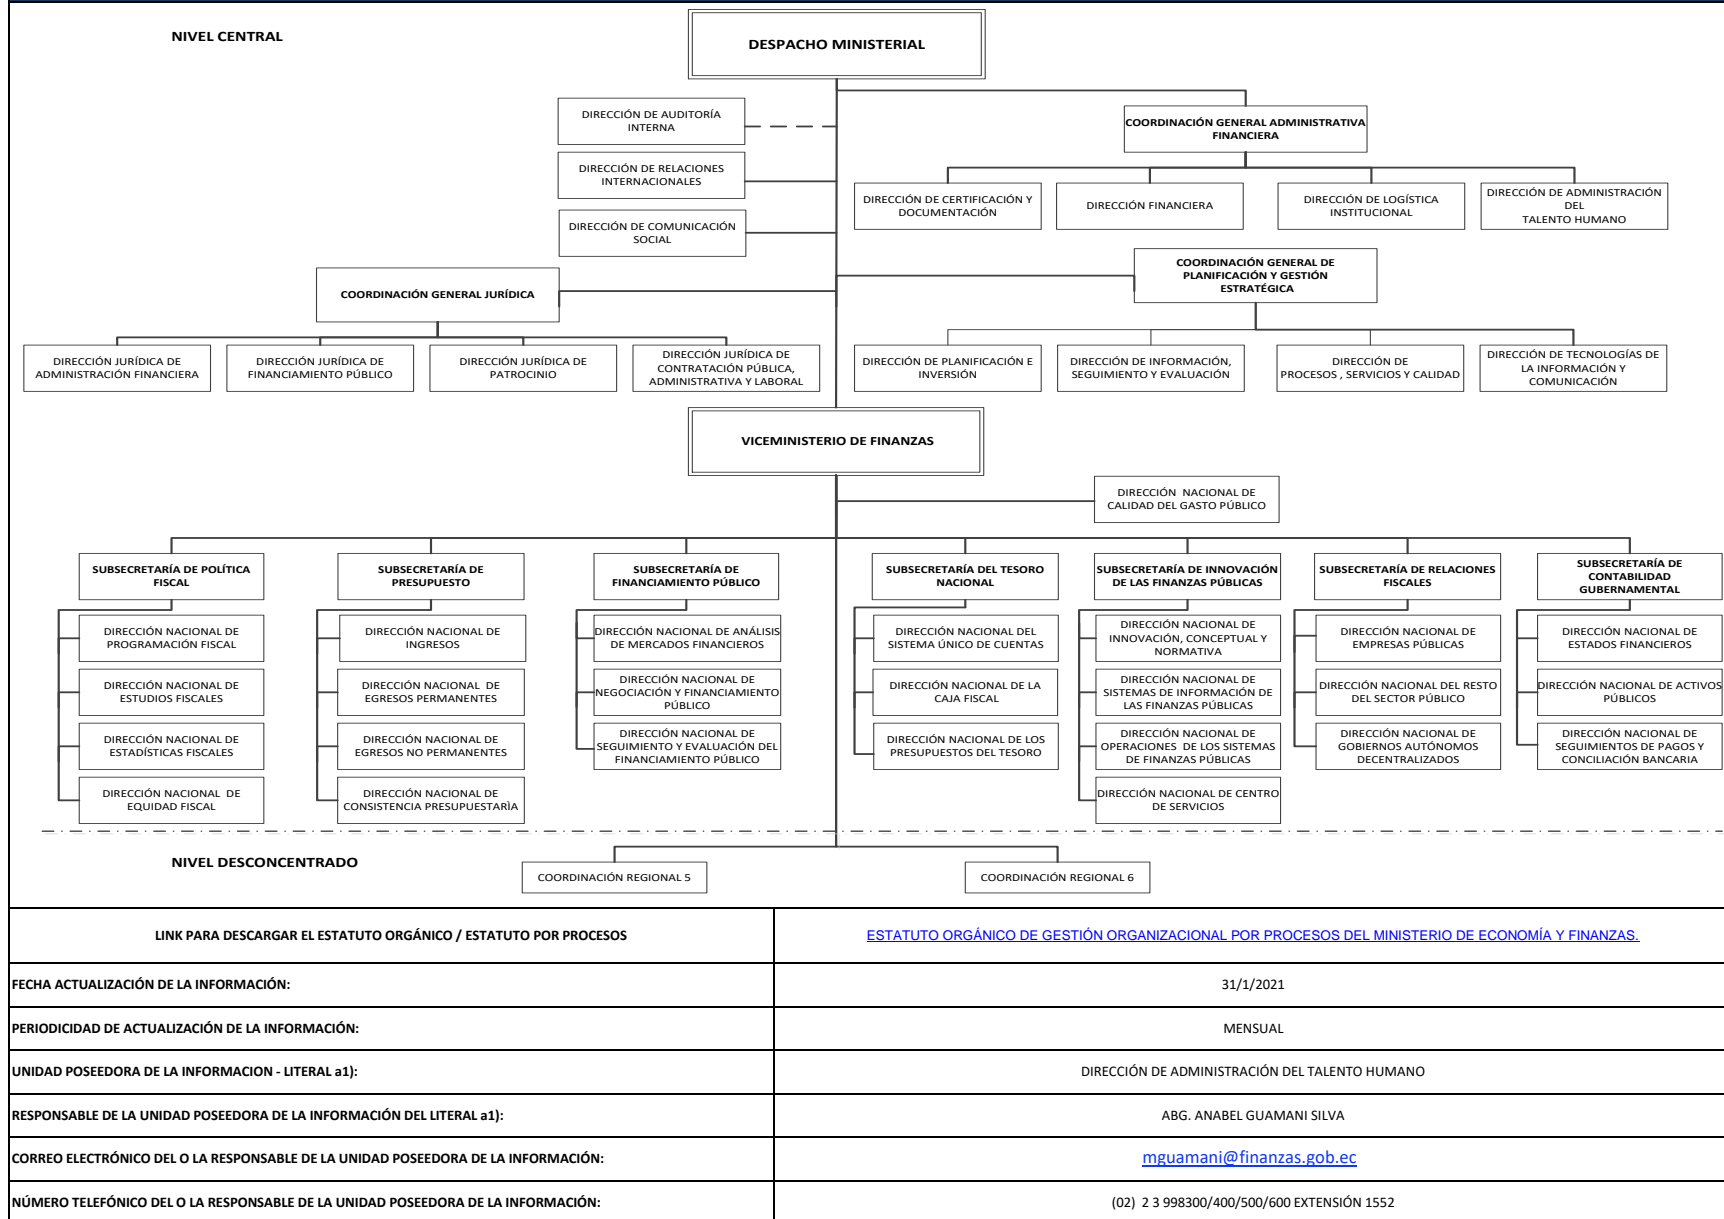 NIVEL CENTRAL
DESPACHO MINISTERIAL
DIRECCIÓN DE AUDITORÍA
INTERNA
COORDINACIÓN GENERAL ADMINISTRATIVA
FINANCIERA
DIRECCIÓN DE RELACIONES
INTERNACIONALES
DIRECCIÓN DE CERTIFICACIÓN Y
DOCUMENTACIÓN
DIRECCIÓN FINANCIERA
DIRECCIÓN DE LOGÍSTICA
INSTITUCIONAL
DIRECCIÓN DE ADMINISTRACIÓN
DEL
TALENTO HUMANO
DIRECCIÓN DE COMUNICACIÓN
SOCIAL
COORDINACIÓN GENERAL JURÍDICA
COORDINACIÓN GENERAL DE
PLANIFICACIÓN Y GESTIÓN
ESTRATÉGICA
DIRECCIÓN JURÍDICA DE
ADMINISTRACIÓN FINANCIERA
DIRECCIÓN JURÍDICA DE
FINANCIAMIENTO PÚBLICO
DIRECCIÓN JURÍDICA DE
PATROCINIO
DIRECCIÓN JURÍDICA DE
CONTRATACIÓN PÚBLICA,
ADMINISTRATIVA Y LABORAL
DIRECCIÓN DE PLANIFICACIÓN E
INVERSIÓN
DIRECCIÓN DE INFORMACIÓN,
SEGUIMIENTO Y EVALUACIÓN
DIRECCIÓN DE
PROCESOS , SERVICIOS Y CALIDAD
DIRECCIÓN DE TECNOLOGÍAS DE
LA INFORMACIÓN Y
COMUNICACIÓN
VICEMINISTERIO DE FINANZAS
DIRECCIÓN  NACIONAL DE
CALIDAD DEL GASTO PÚBLICO
SUBSECRETARÍA DE POLÍTICA
FISCAL
DIRECCIÓN NACIONAL DE
PROGRAMACIÓN FISCAL
DIRECCIÓN NACIONAL DE
ESTUDIOS FISCALES
DIRECCIÓN NACIONAL DE
ESTADÍSTICAS FISCALES
DIRECCIÓN NACIONAL  DE
EQUIDAD FISCAL
SUBSECRETARÍA DE
PRESUPUESTO
DIRECCIÓN NACIONAL DE
INGRESOS
DIRECCIÓN NACIONAL  DE
EGRESOS PERMANENTES
DIRECCIÓN NACIONAL DE
EGRESOS NO PERMANENTES
DIRECCIÓN NACIONAL DE
CONSISTENCIA PRESUPUESTARÌA
SUBSECRETARÍA DE
FINANCIAMIENTO PÚBLICO
DIRECCIÓN NACIONAL DE ANÁLISIS
DE MERCADOS FINANCIEROS
DIRECCIÓN NACIONAL DE
NEGOCIACIÓN Y FINANCIAMIENTO
PÚBLICO
DIRECCIÓN NACIONAL DE
SEGUIMIENTO Y EVALUACIÓN DEL
FINANCIAMIENTO PÚBLICO
SUBSECRETARÍA DEL TESORO
NACIONAL
DIRECCIÓN NACIONAL DEL
SISTEMA ÚNICO DE CUENTAS
DIRECCIÓN NACIONAL DE LA
CAJA FISCAL
DIRECCIÓN NACIONAL DE LOS
PRESUPUESTOS DEL TESORO
SUBSECRETARÍA DE INNOVACIÓN
DE LAS FINANZAS PÚBLICAS
DIRECCIÓN NACIONAL DE
INNOVACIÓN, CONCEPTUAL Y
NORMATIVA
DIRECCIÓN NACIONAL DE
SISTEMAS DE INFORMACIÓN DE
LAS FINANZAS PÚBLICAS
DIRECCIÓN NACIONAL DE
OPERACIONES  DE LOS SISTEMAS
DE FINANZAS PÚBLICAS
DIRECCIÓN NACIONAL DE CENTRO
DE SERVICIOS
SUBSECRETARÍA DE RELACIONES
FISCALES
DIRECCIÓN NACIONAL DE
EMPRESAS PÚBLICAS
DIRECCIÓN NACIONAL DEL RESTO
DEL SECTOR PÚBLICO
DIRECCIÓN NACIONAL DE
GOBIERNOS AUTÓNOMOS
DECENTRALIZADOS
SUBSECRETARÍA DE
CONTABILIDAD
GUBERNAMENTAL
DIRECCIÓN NACIONAL DE
ESTADOS FINANCIEROS
DIRECCIÓN NACIONAL DE ACTIVOS
PÚBLICOS
DIRECCIÓN NACIONAL DE
SEGUIMIENTOS DE PAGOS Y
CONCILIACIÓN BANCARIA
NIVEL DESCONCENTRADO
COORDINACIÓN REGIONAL 5
COORDINACIÓN REGIONAL 6
LINK PARA DESCARGAR EL ESTATUTO ORGÁNICO / ESTATUTO POR PROCESOS
ESTATUTO ORGÁNICO DE GESTIÓN ORGANIZACIONAL POR PROCESOS DEL MINISTERIO DE ECONOMÍA Y FINANZAS.
FECHA ACTUALIZACIÓN DE LA INFORMACIÓN:
31/1/2021
PERIODICIDAD DE ACTUALIZACIÓN DE LA INFORMACIÓN:
MENSUAL
UNIDAD POSEEDORA DE LA INFORMACION - LITERAL a1):
DIRECCIÓN DE ADMINISTRACIÓN DEL TALENTO HUMANO
RESPONSABLE DE LA UNIDAD POSEEDORA DE LA INFORMACIÓN DEL LITERAL a1):
ABG. ANABEL GUAMANI SILVA
CORREO ELECTRÓNICO DEL O LA RESPONSABLE DE LA UNIDAD POSEEDORA DE LA INFORMACIÓN:
mguamani@finanzas.gob.ec
NÚMERO TELEFÓNICO DEL O LA RESPONSABLE DE LA UNIDAD POSEEDORA DE LA INFORMACIÓN:
(02)  2 3 998300/400/500/600 EXTENSIÓN 1552